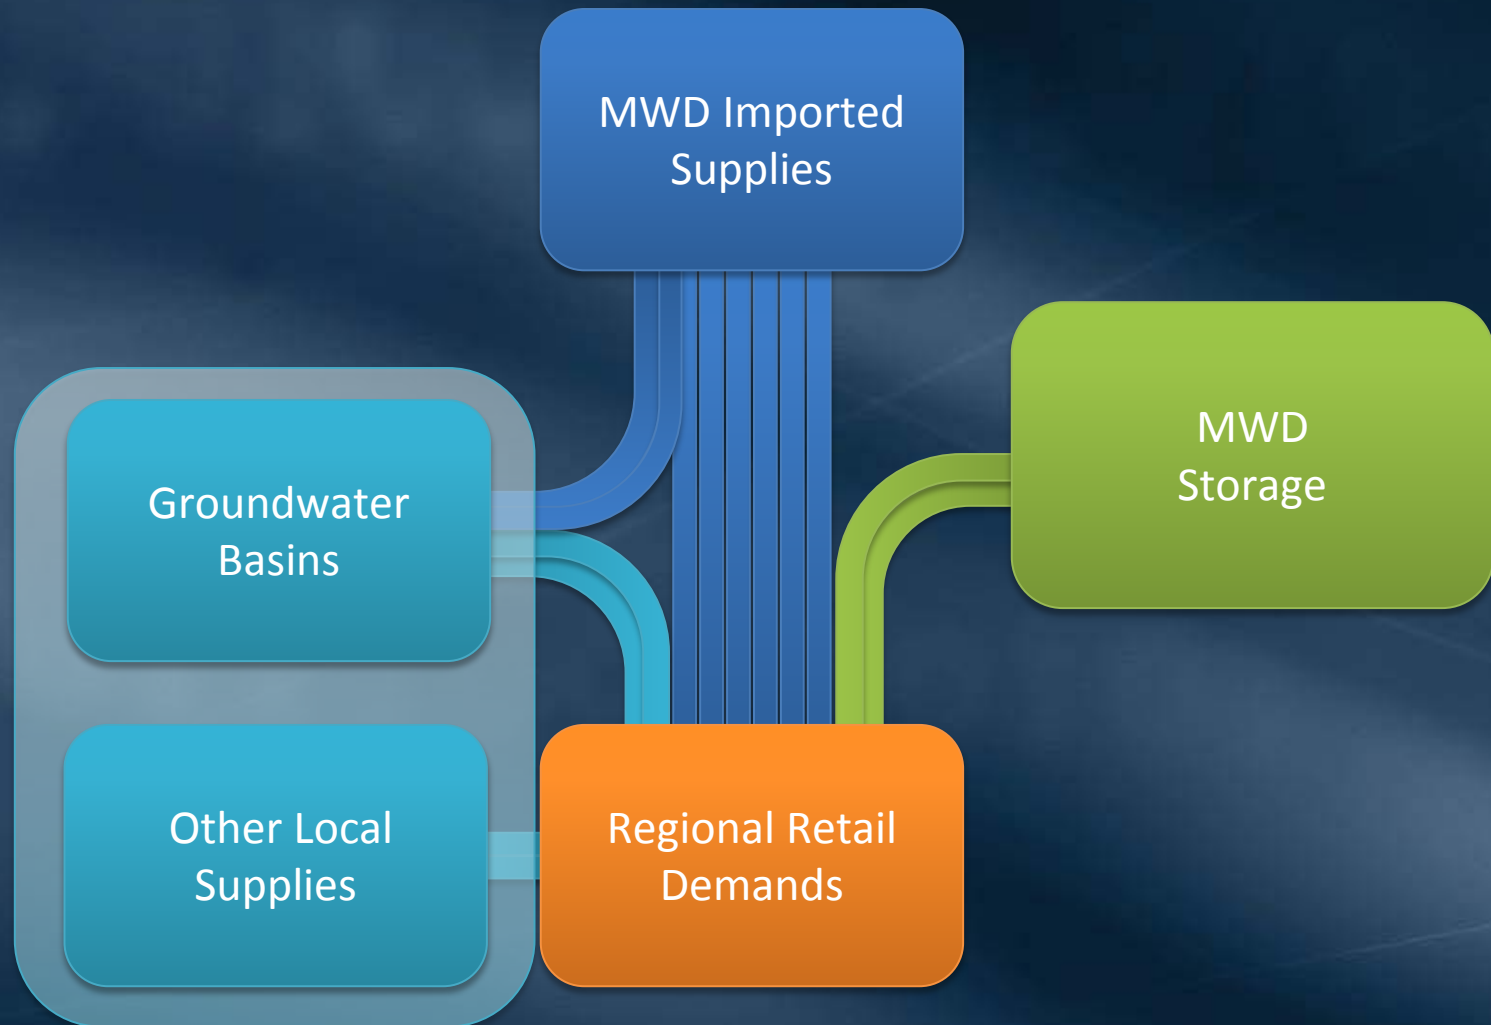 MWD Imported
Supplies
MWD
Storage
Groundwater
Basins
Other Local
Supplies
Regional Retail
Demands